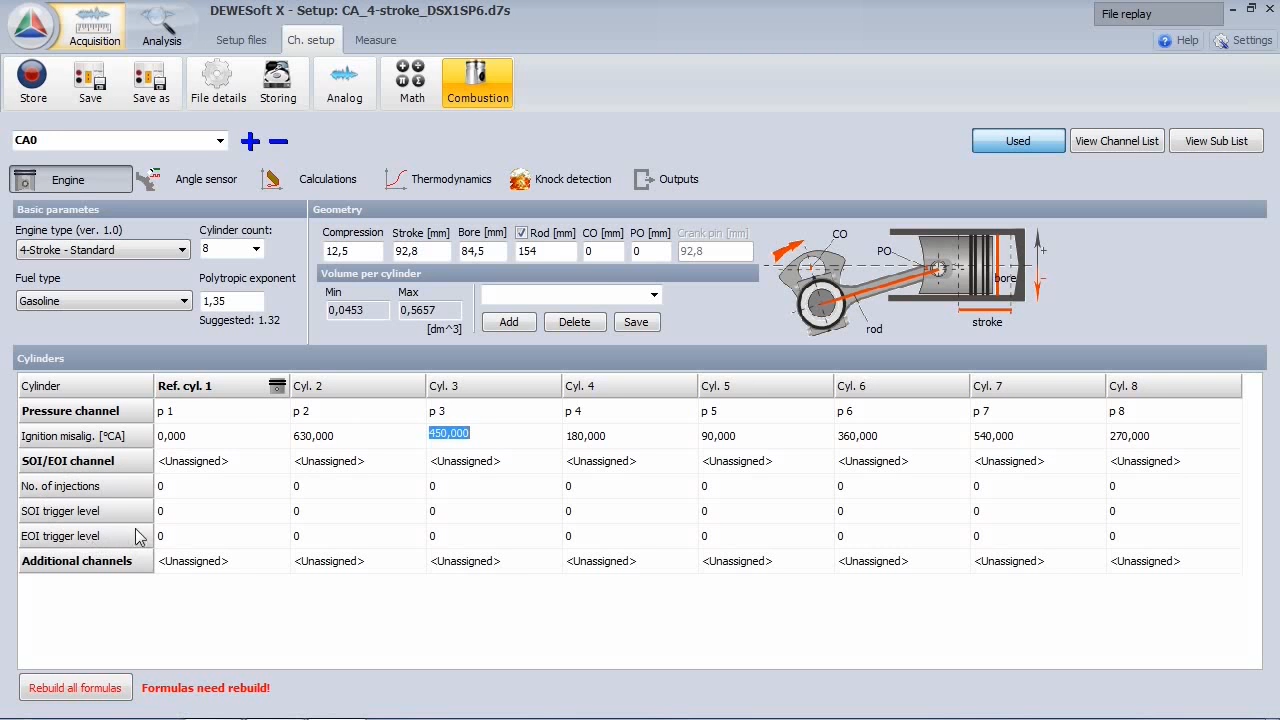 DEWESoft X - Setup: CA_4-stroke_DSX1SP6.d7s
File replay
Acquisition
Analysis
Setup files
Ch. setup
Measure
Help
Settings
Store
Save
Save as
File details
Storing
Analog
Math
Combustion
CA0
Used
View Channel List
View Sub List
Engine
Angle sensor
Calculations
Thermodynamics
Knock detection
Outputs
Basic parametes
Geometry
Engine type (ver. 1.0)
Cylinder count:
4-Stroke - Standard
8
Fuel type
Polytropic exponent
Gasoline
1,35
Suggested: 1.32
Compression
Stroke [mm]
Bore [mm]
Rod [mm]
CO [mm]
PO [mm]
Crank pin [mm]
12,5
92,8
84,5
154
0
0
92,8
Volume per cylinder
Min
Max
0,0453
0,5657
[dm^3]
Add
Delete
Save
CO
PO
+
-
bore
stroke
rod
Cylinders
Cylinder Ref. cyl. 1 Cyl. 2 Cyl. 3 Cyl. 4 Cyl. 5 Cyl. 6 Cyl. 7 Cyl. 8
Pressure channel p 1 p 2 p 3 p 4 p 5 p 6 p 7 p 8
Ignition misalig. [°CA] 0,000 630,000 450,000 180,000 90,000 360,000 540,000 270,000
SOI/EOI channel <Unassigned> <Unassigned> <Unassigned> <Unassigned> <Unassigned> <Unassigned> <Unassigned> <Unassigned>
No. of injections 0 0 0 0 0 0 0 0
SOI trigger level 0 0 0 0 0 0 0 0
EOI trigger level 0 0 0 0 0 0 0 0
Additional channels <Unassigned> <Unassigned> <Unassigned> <Unassigned> <Unassigned> <Unassigned> <Unassigned> <Unassigned>
Rebuild all formulas
Formulas need rebuild!